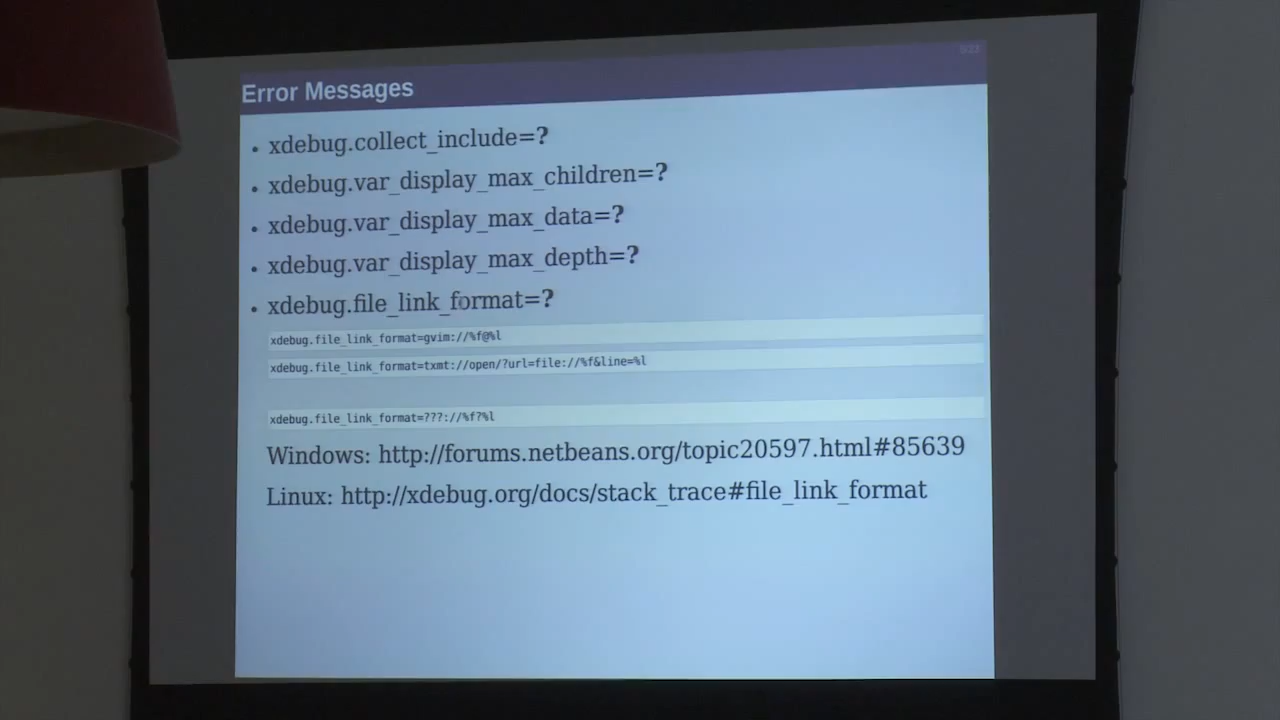 Error Messages
• xdebug.collect_include=?
• xdebug.var_display_max_children=?
• xdebug.var_display_max_data=?
• xdebug.var_display_max_depth=?
• xdebug.file_link_format=?
xdebug.file_link_format=gvim://%f@%l
xdebug.file_link_format=txmt://open/?url=file://%f&line=%l
xdebug.file_link_format=???://%f?%l
Windows: http://forums.netbeans.org/topic20597.html#85639
Linux: http://xdebug.org/docs/stack_trace#file_link_format